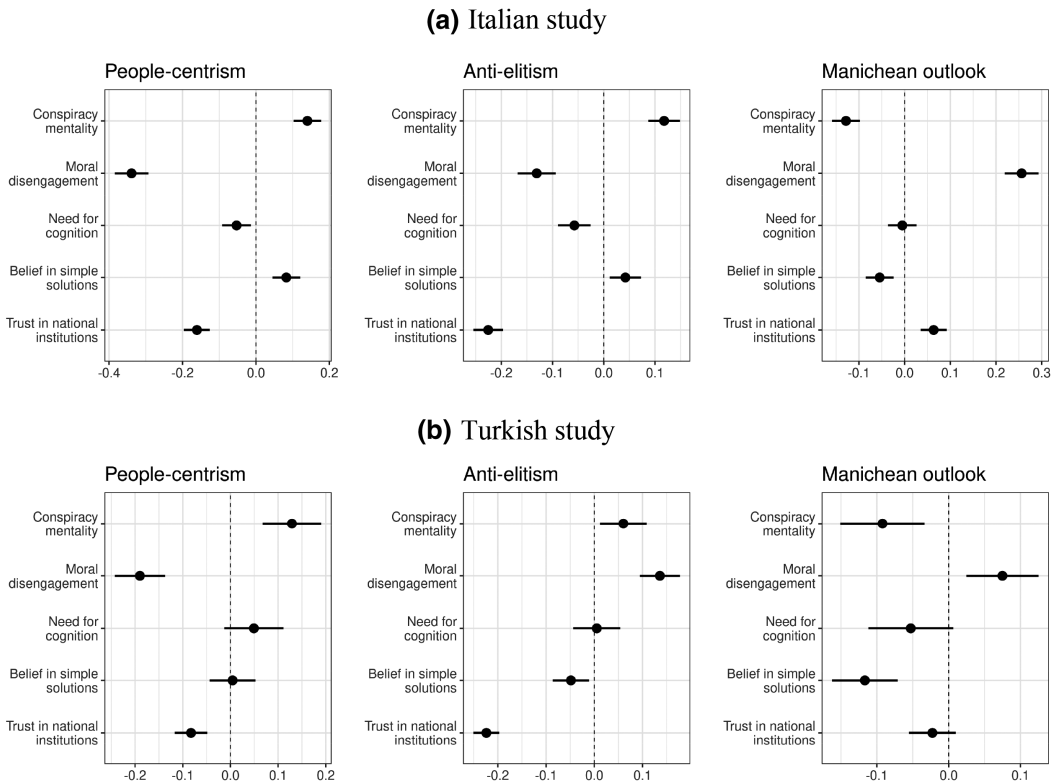 (a) Italian study
People-centrism
Conspiracy
mentality
Moral
disengagement
Need for
cognition
Belief in simple
solutions
Trust in national
institutions
-0.4 -0.2 0.0 0.2
Anti-elitism
Conspiracy
mentality
Moral
disengagement
Need for
cognition
Belief in simple
solutions
Trust in national
institutions
-0.2 -0.1 0.0 0.1
Manichean outlook
Conspiracy
mentality
Moral
disengagement
Need for
cognition
Belief in simple
solutions
Trust in national
institutions
-0.1 0.0 0.1 0.2 0.3
(b) Turkish study
People-centrism
Conspiracy
mentality
Moral
disengagement
Need for
cognition
Belief in simple
solutions
Trust in national
institutions
-0.2 -0.1 0.0 0.1 0.2
Anti-elitism
Conspiracy
mentality
Moral
disengagement
Need for
cognition
Belief in simple
solutions
Trust in national
institutions
-0.2 -0.1 0.0 0.1
Manichean outlook
Conspiracy
mentality
Moral
disengagement
Need for
cognition
Belief in simple
solutions
Trust in national
institutions
-0.1 0.0 0.1